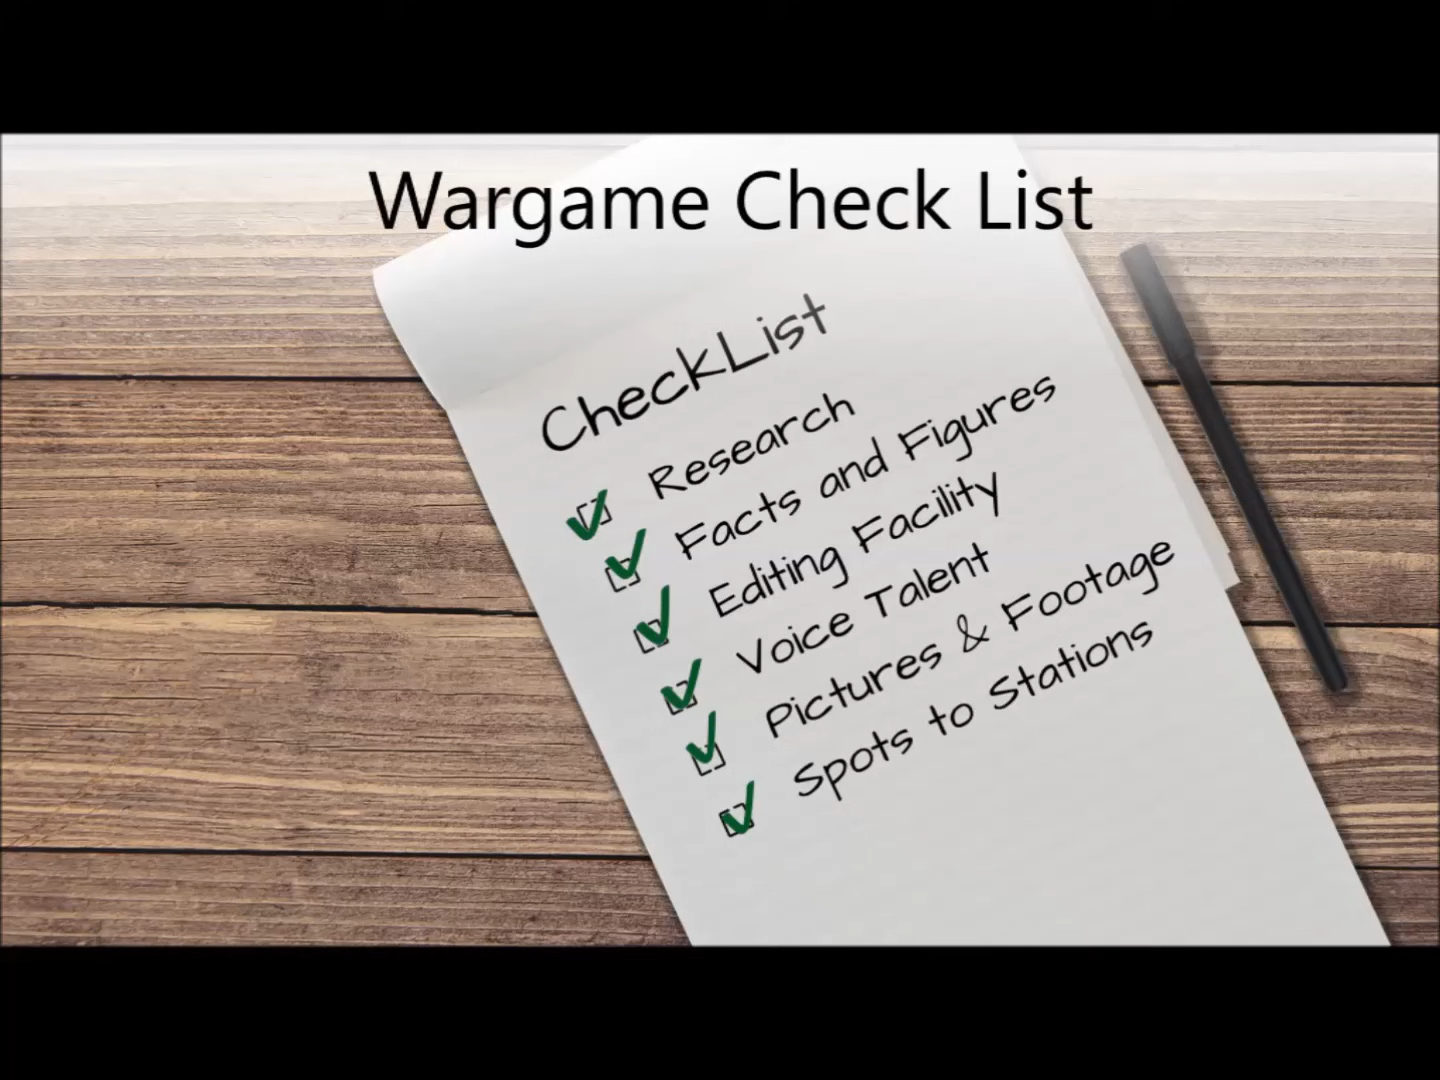 Wargame Check List
CheckList
Research
Facts and Figures
Editing Facility
Voice Talent
Pictures & Footage
Spots to Stations